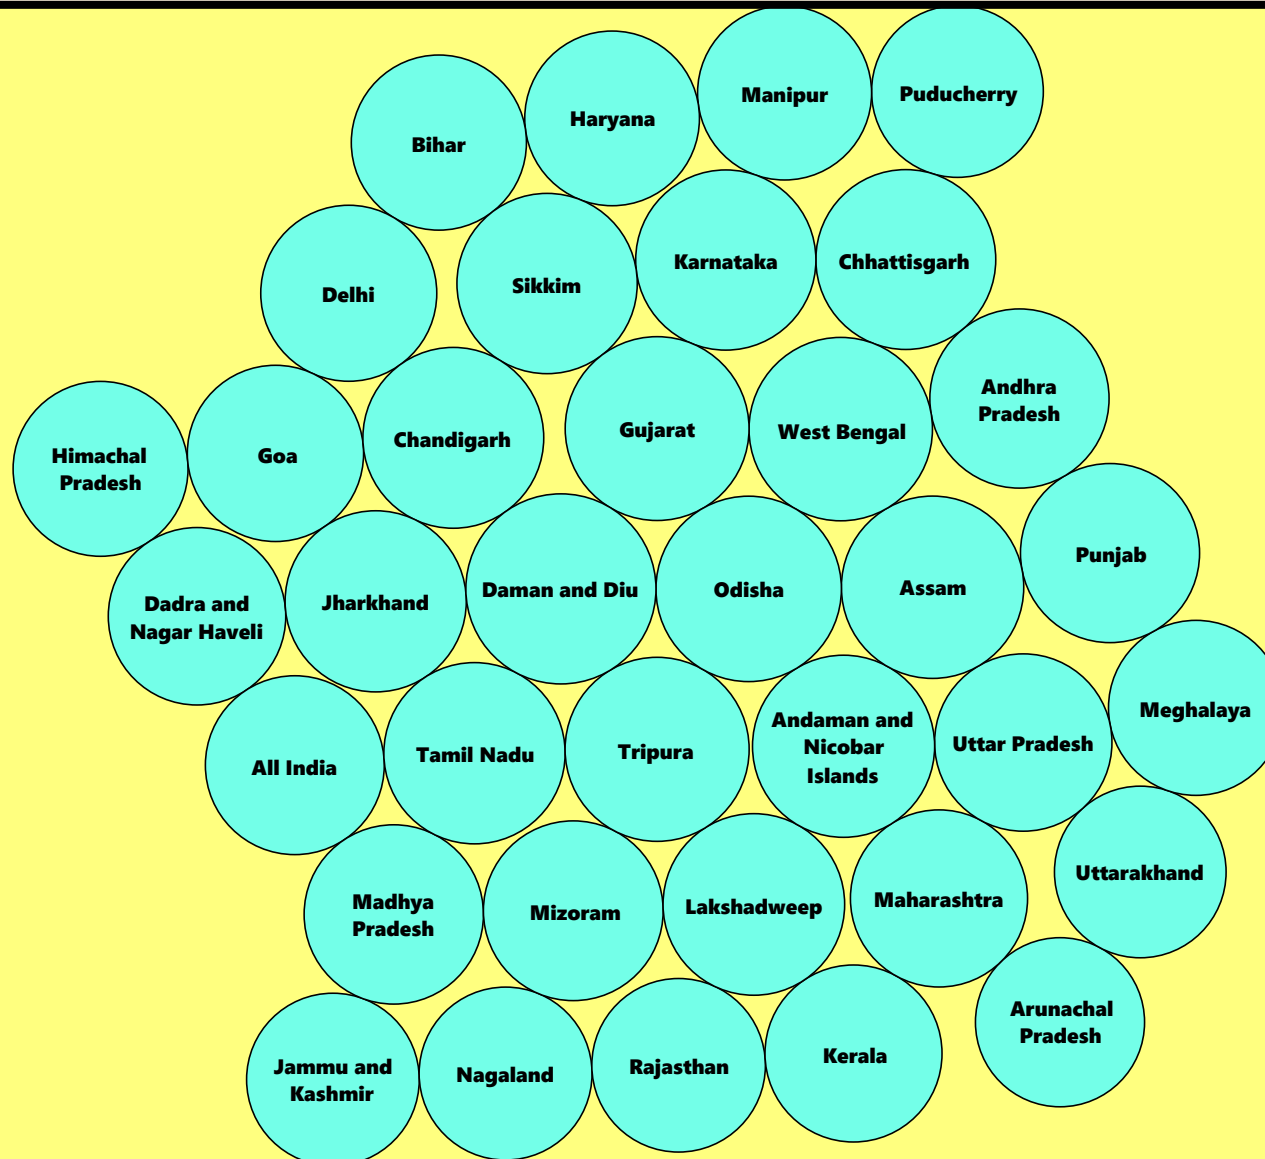 Manipur
Puducherry
Haryana
Bihar
Karnataka
Chhattisgarh
Sikkim
Delhi
Andhra
Pradesh
Gujarat
West Bengal
Chandigarh
Goa
Himachal
Pradesh
Punjab
Assam
Odisha
Daman and Diu
Jharkhand
Dadra and
Nagar Haveli
Meghalaya
Andaman and
Nicobar
Islands
Uttar Pradesh
Tripura
Tamil Nadu
All India
Uttarakhand
Maharashtra
Lakshadweep
Mizoram
Madhya
Pradesh
Arunachal
Pradesh
Kerala
Rajasthan
Nagaland
Jammu and
Kashmir